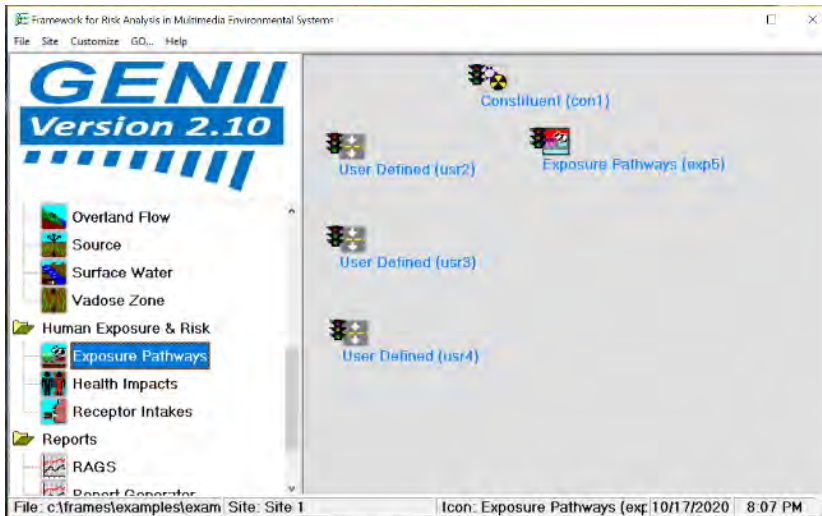 Framework for Risk Analysis in Multimedia Environmental Systems
File Site Customize GO... Help
GENII
Version 2.10
Overland Flow
Source
Surface Water
Vadose Zone
Human Exposure & Risk
Exposure Pathways
Health Impacts
Receptor Intakes
Reports
RAGS
Report Generator
Constituent (con1)
User Defined (usr2)
Exposure Pathways (exp5)
User Defined (usr3)
User Defined (usr4)
File: c:\frames\examples\exam Site: Site 1 Icon: Exposure Pathways (exp 10/17/2020 8:07 PM